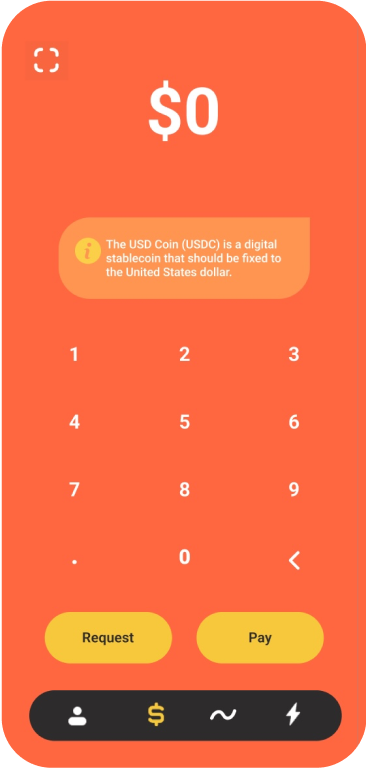 $0
The USD Coin (USDC) is a digital
stablecoin that should be fixed to
the United States dollar.
1 2 3
4 5 6
7 8 9
. 0 <
Request Pay
$